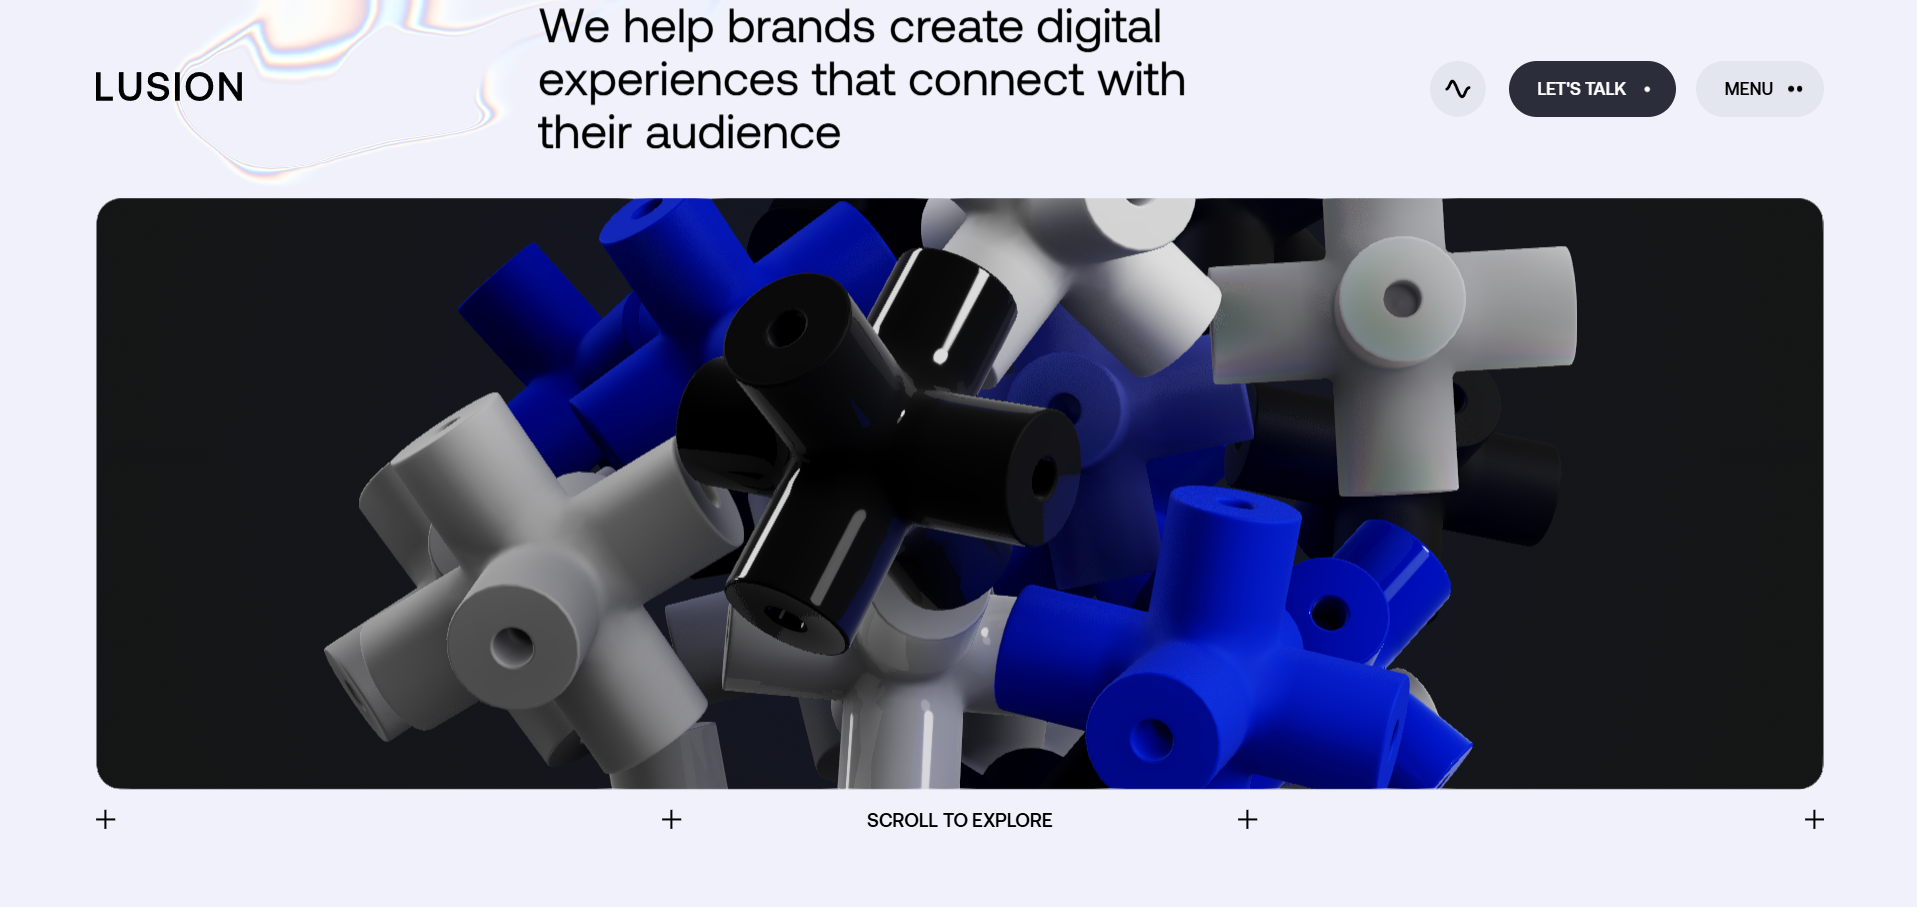 We help brands create digital
experiences that connect with
their audience
LUSION
LET'S TALK
MENU
SCROLL TO EXPLORE